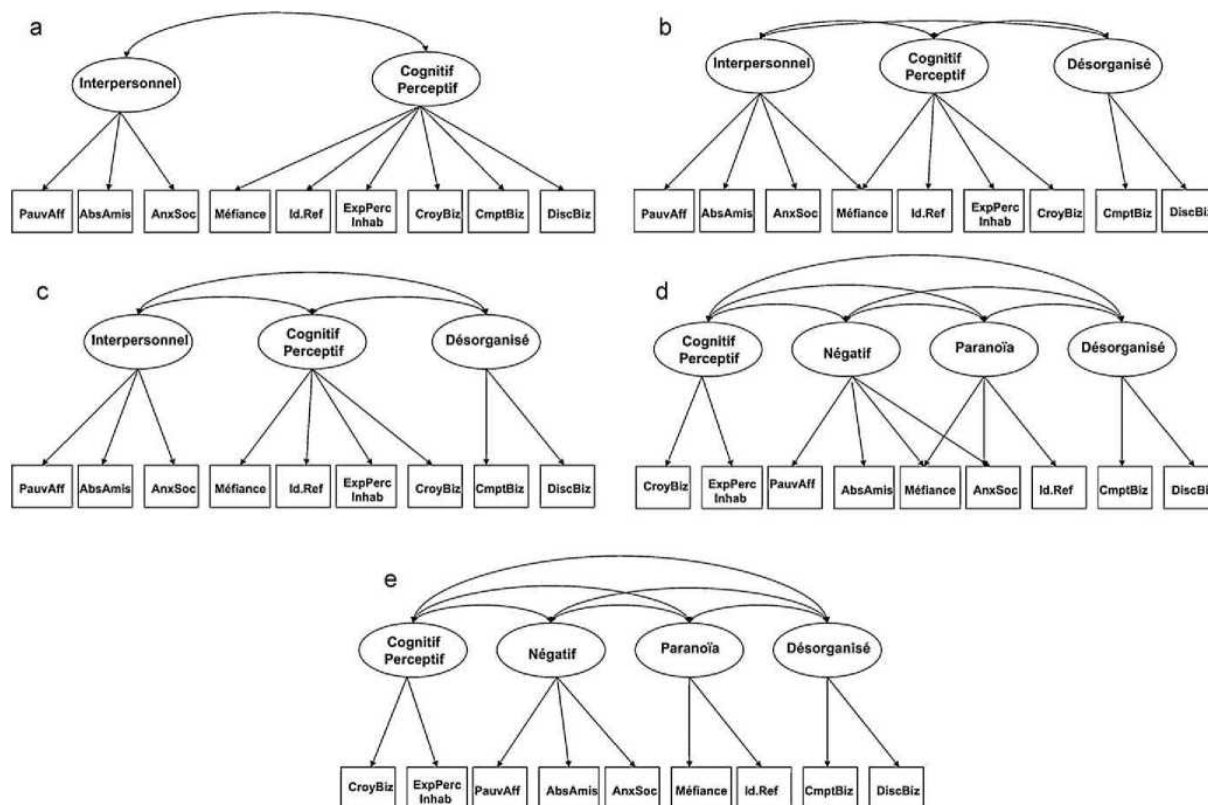 a
Interpersonnel
Cognitif
Perceptif
PauvAff
AbsAmis
AnxSoc
Méfiance
Id.Ref
ExpPerc
Inhab
CroyBiz
CmptBiz
DiscBiz
b
Interpersonnel
Cognitif
Perceptif
Désorganisé
PauvAff
AbsAmis
AnxSoc
Méfiance
Id.Ref
ExpPerc
Inhab
CroyBiz
CmptBiz
DiscBiz
c
Interpersonnel
Cognitif
Perceptif
Désorganisé
PauvAff
AbsAmis
AnxSoc
Méfiance
Id.Ref
ExpPerc
Inhab
CroyBiz
CmptBiz
DiscBiz
d
Cognitif
Perceptif
Négatif
Paranoïa
Désorganisé
CroyBiz
ExpPerc
Inhab
PauvAff
AbsAmis
Méfiance
AnxSoc
Id.Ref
CmptBiz
DiscBiz
e
Cognitif
Perceptif
Négatif
Paranoïa
Désorganisé
CroyBiz
ExpPerc
Inhab
PauvAff
AbsAmis
AnxSoc
Méfiance
Id.Ref
CmptBiz
DiscBiz